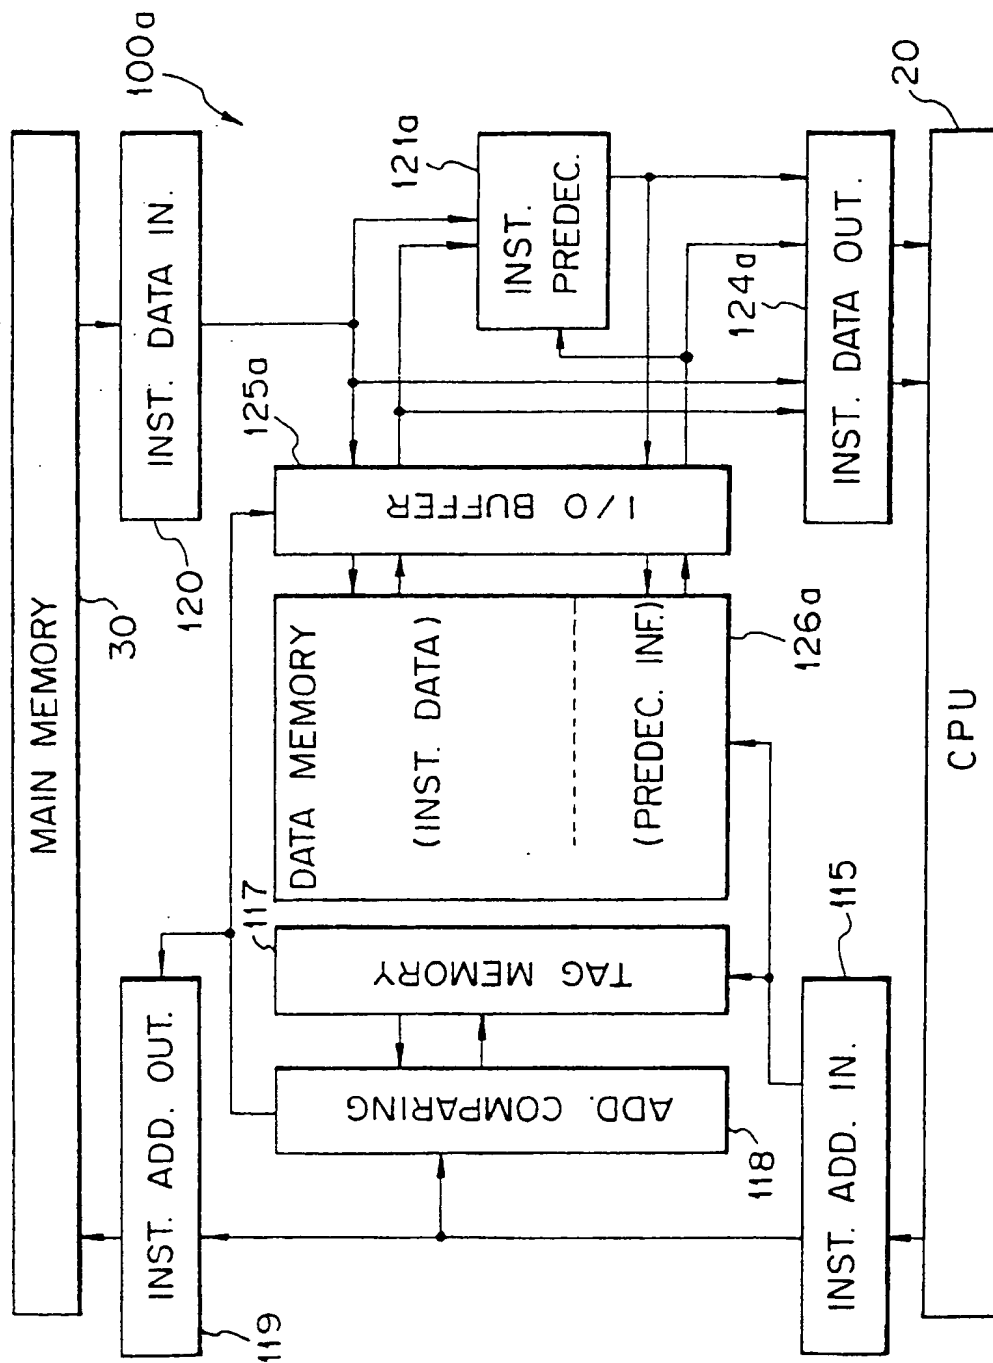 100a
MAIN MEMORY
30
INST. DATA IN.
120
INST. ADD. OUT.
119
121a
INST.
PREDEC.
125a
I/O BUFFER
DATA MEMORY
(INST. DATA)
(PREDEC. INF.)
126a
117
TAG MEMORY
ADD. COMPARING
118
124a
INST. DATA OUT.
115
INST. ADD. IN.
20
CPU